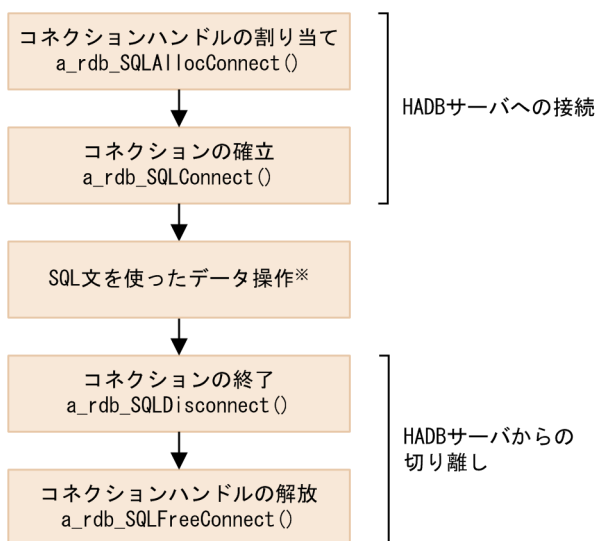 コネクションハンドルの割り当て
a_rdb_SQLAllocConnect()
HADBサーバへの接続
コネクションの確立
a_rdb_SQLConnect()
SQL文を使ったデータ操作※
コネクションの終了
a_rdb_SQLDisconnect()
HADBサーバからの
切り離し
コネクションハンドルの解放
a_rdb_SQLFreeConnect()